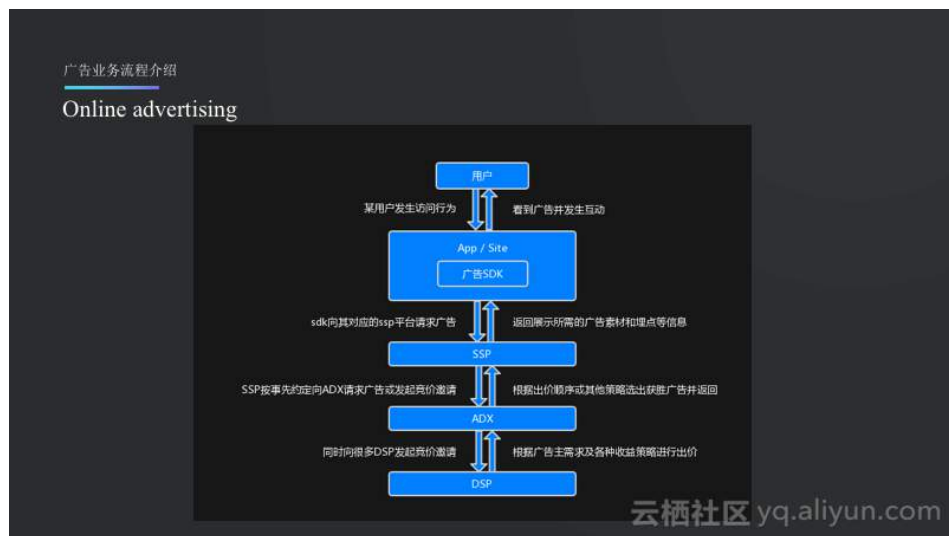 广告业务流程介绍
Online advertising
用户
某用户发生访问行为
看到广告并发生互动
App / Site
广告SDK
sdk向其对应的ssp平台请求广告
返回展示所需的广告素材和埋点等信息
SSP
SSP按事先约定向ADX请求广告或发起竞价邀请
根据出价顺序或其他策略选出获胜广告并返回
ADX
同时向很多DSP发起竞价邀请
根据广告主需求及各种收益策略进行出价
DSP
云栖社区 yq.aliyun.com